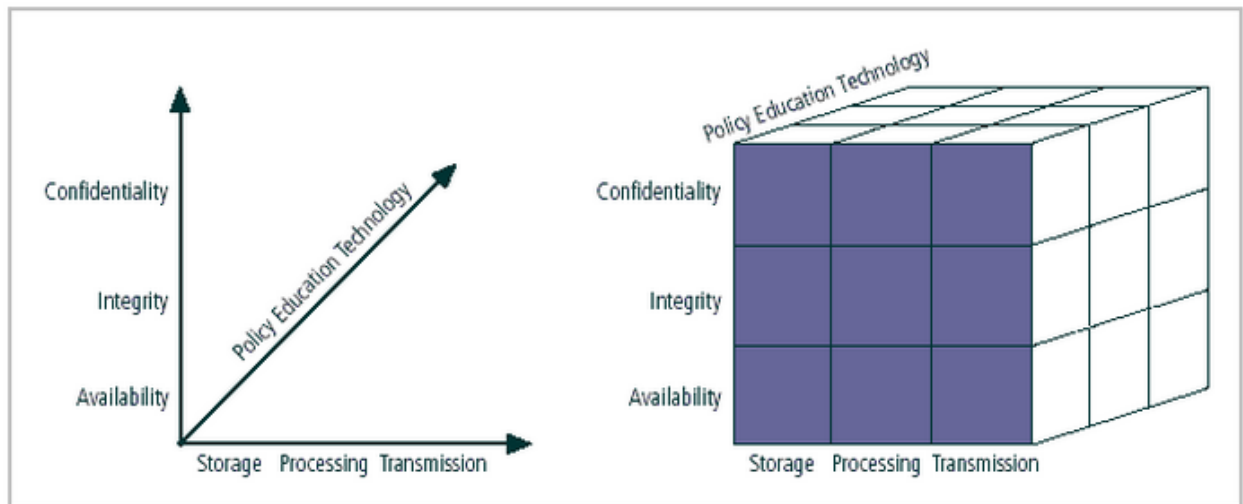 Confidentiality
Integrity
Availability
Policy Education Technology
Storage Processing Transmission
Policy Education Technology
Confidentiality
Integrity
Availability
Storage Processing Transmission